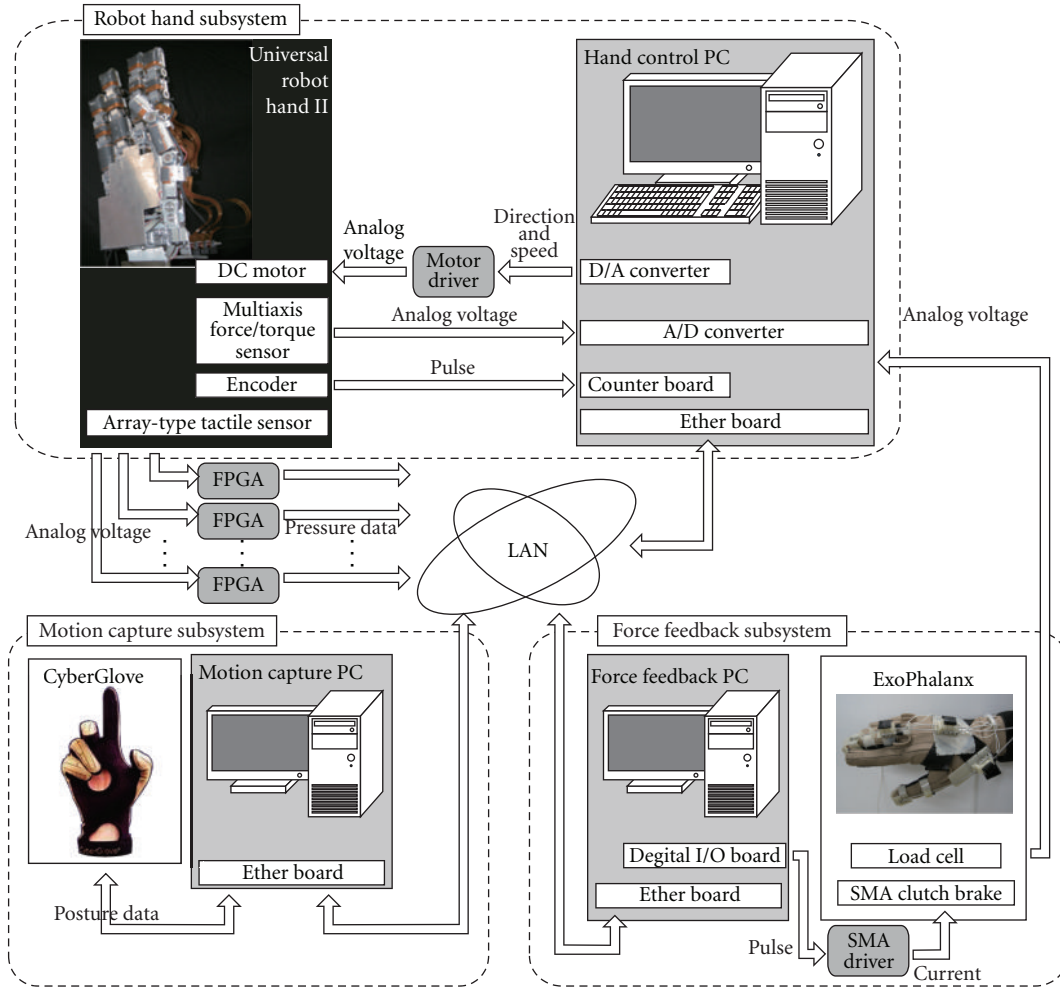 Robot hand subsystem
Universal
robot
hand II
Hand control PC
Analog
voltage
Motor
driver
Direction
and
speed
DC motor
D/A converter
Multiaxis
force/torque
sensor
Analog voltage
A/D converter
Analog voltage
Encoder
Pulse
Counter board
Array-type tactile sensor
Ether board
FPGA
FPGA
Analog voltage
Pressure data
FPGA
LAN
Motion capture subsystem
CyberGlove
Motion capture PC
Ether board
Posture data
Force feedback subsystem
Force feedback PC
ExoPhalanx
Degital I/O board
Load cell
Ether board
SMA clutch brake
Pulse
SMA
driver
Current